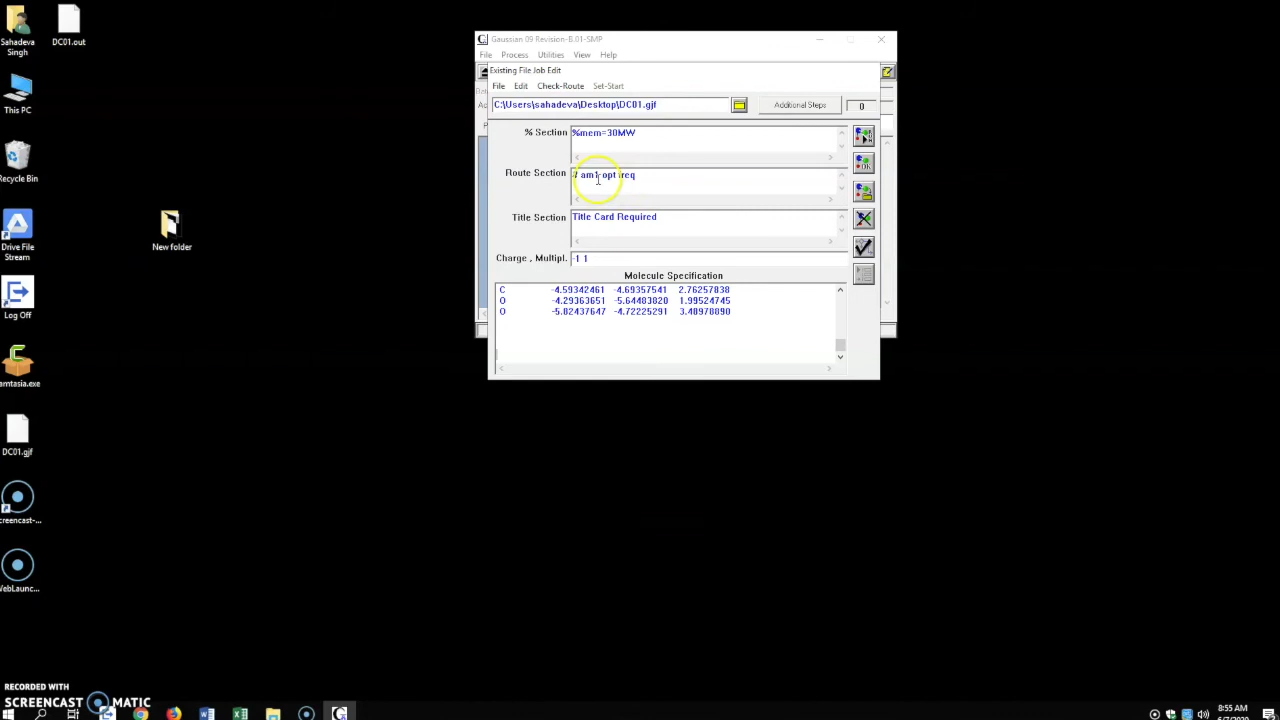 Sahadeva
Singh
DC01.out
This PC
Recycle Bin
Drive File
Stream
New folder
Log Off
amtasia.exe
DC01.gjf
creencast-...
WebLaunc...
Gaussian 09 Revision-B.01-SMP
File Process Utilities View Help
Existing File Job Edit
File Edit Check-Route Set-Start
C:\Users\sahadeva\Desktop\DC01.gjf
Additional Steps
0
% Section
%mem=30MW
Route Section
# am1 opt freq
Title Section
Title Card Required
Charge , Multipl.
-1 1
Molecule Specification
C -4.59342461 -4.69357541 2.76257838
O -4.29363651 -5.64483820 1.99524745
O -5.82437647 -4.72225291 3.48978890
RECORDED WITH
SCREENCAST MATIC
8:55 AM